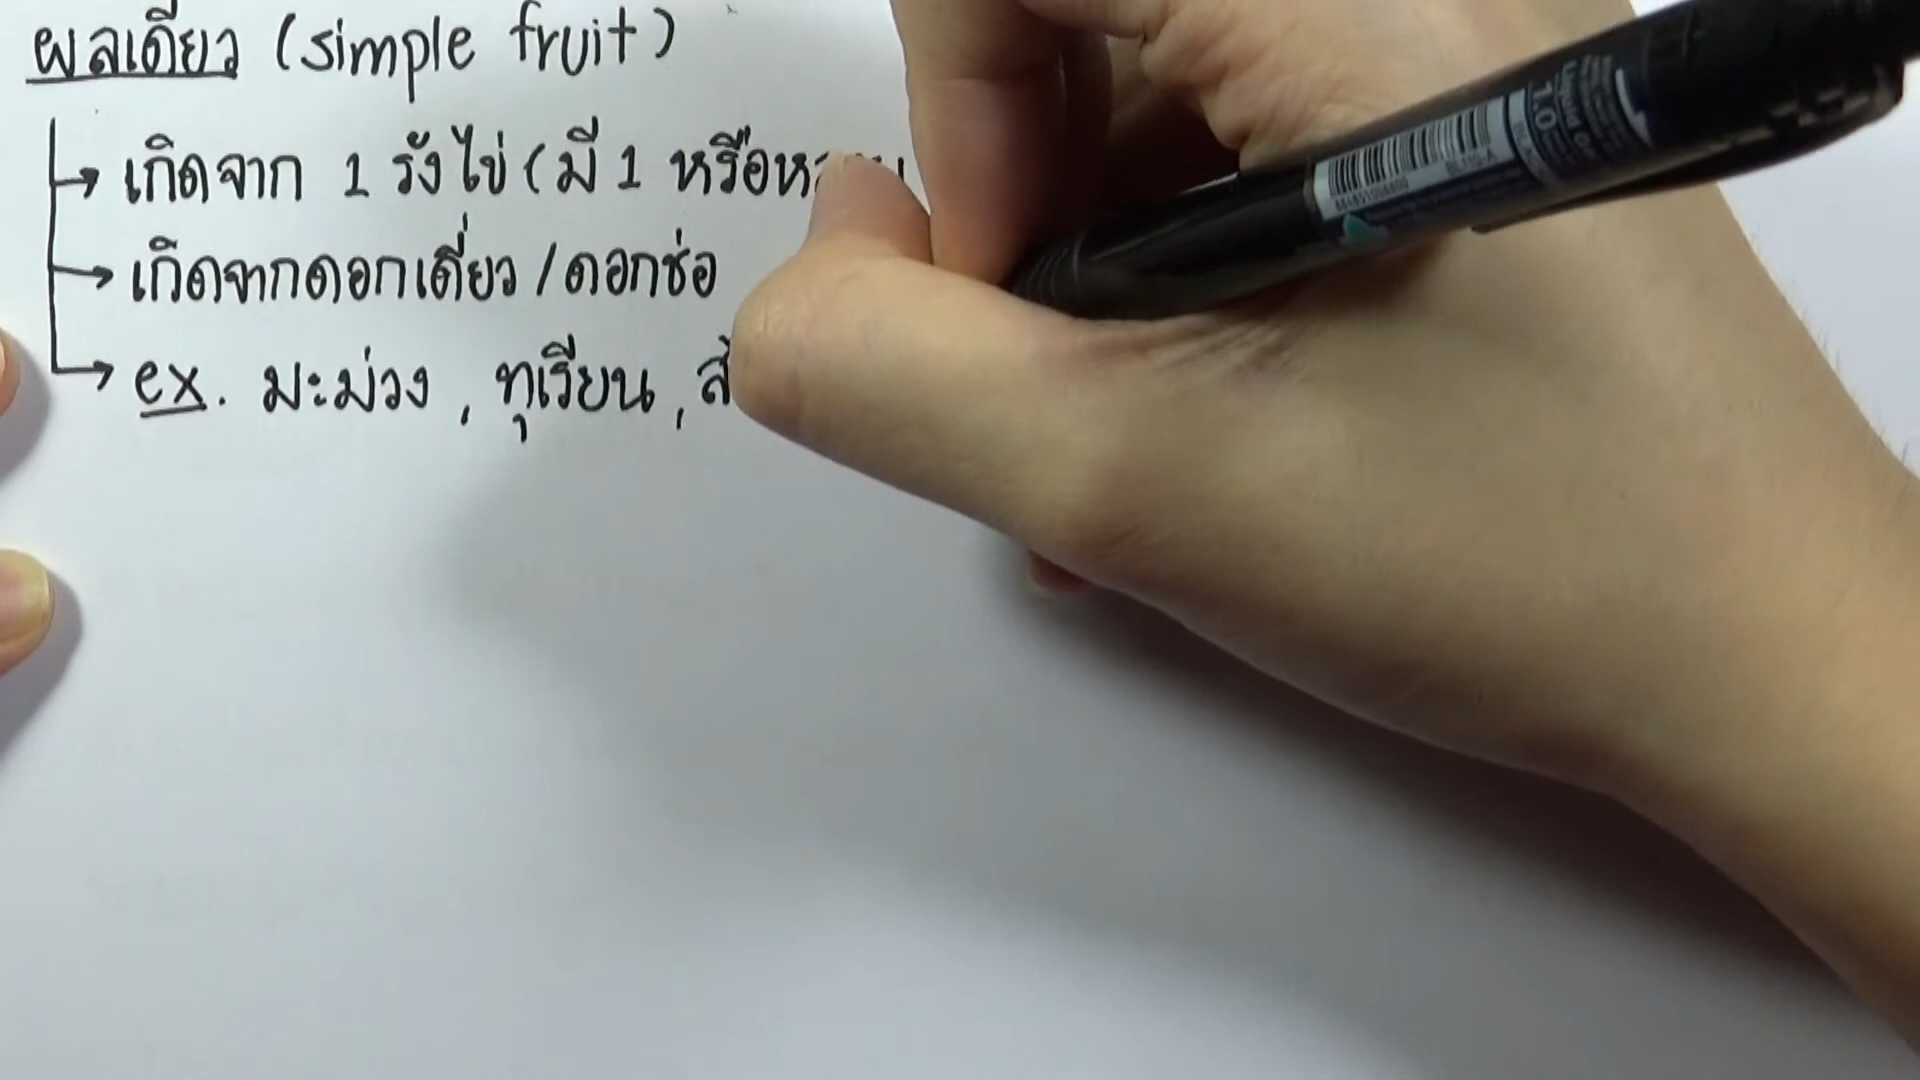 ผลเดี่ยว (simple fruit)
เกิดจาก 1 รังไข่ (มี 1 หรือ
เกิดจากดอกเดี่ยว / ดอกช่อ
ex. มะม่วง , ทุเรียน ,
1.0